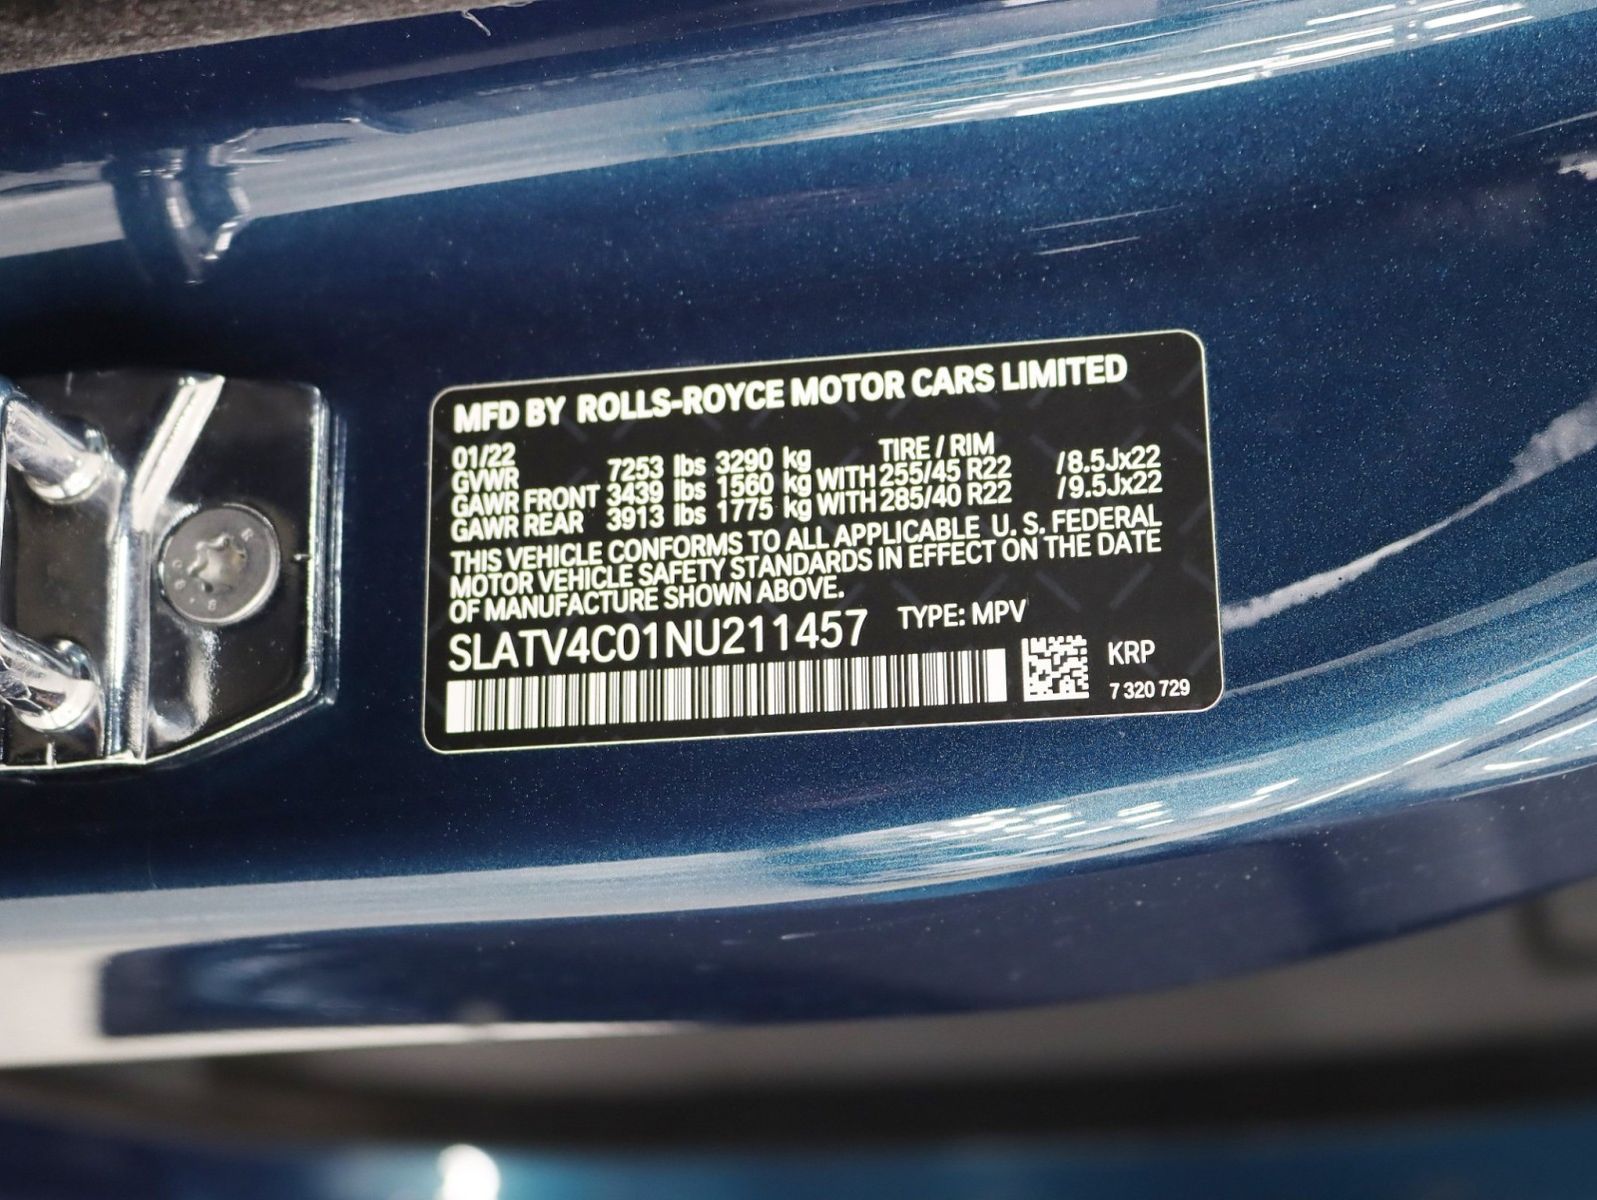 MFD BY ROLLS-ROYCE MOTOR CARS LIMITED
01/22 TIRE / RIM
GVWR 7253 lbs 3290 kg
GAWR FRONT 3439 lbs 1560 kg WITH 255/45 R22 /8.5Jx22
GAWR REAR 3913 lbs 1775 kg WITH 285/40 R22 /9.5Jx22
THIS VEHICLE CONFORMS TO ALL APPLICABLE U. S. FEDERAL
MOTOR VEHICLE SAFETY STANDARDS IN EFFECT ON THE DATE
OF MANUFACTURE SHOWN ABOVE.
SLATV4C01NU211457 TYPE: MPV
KRP
7 320 729